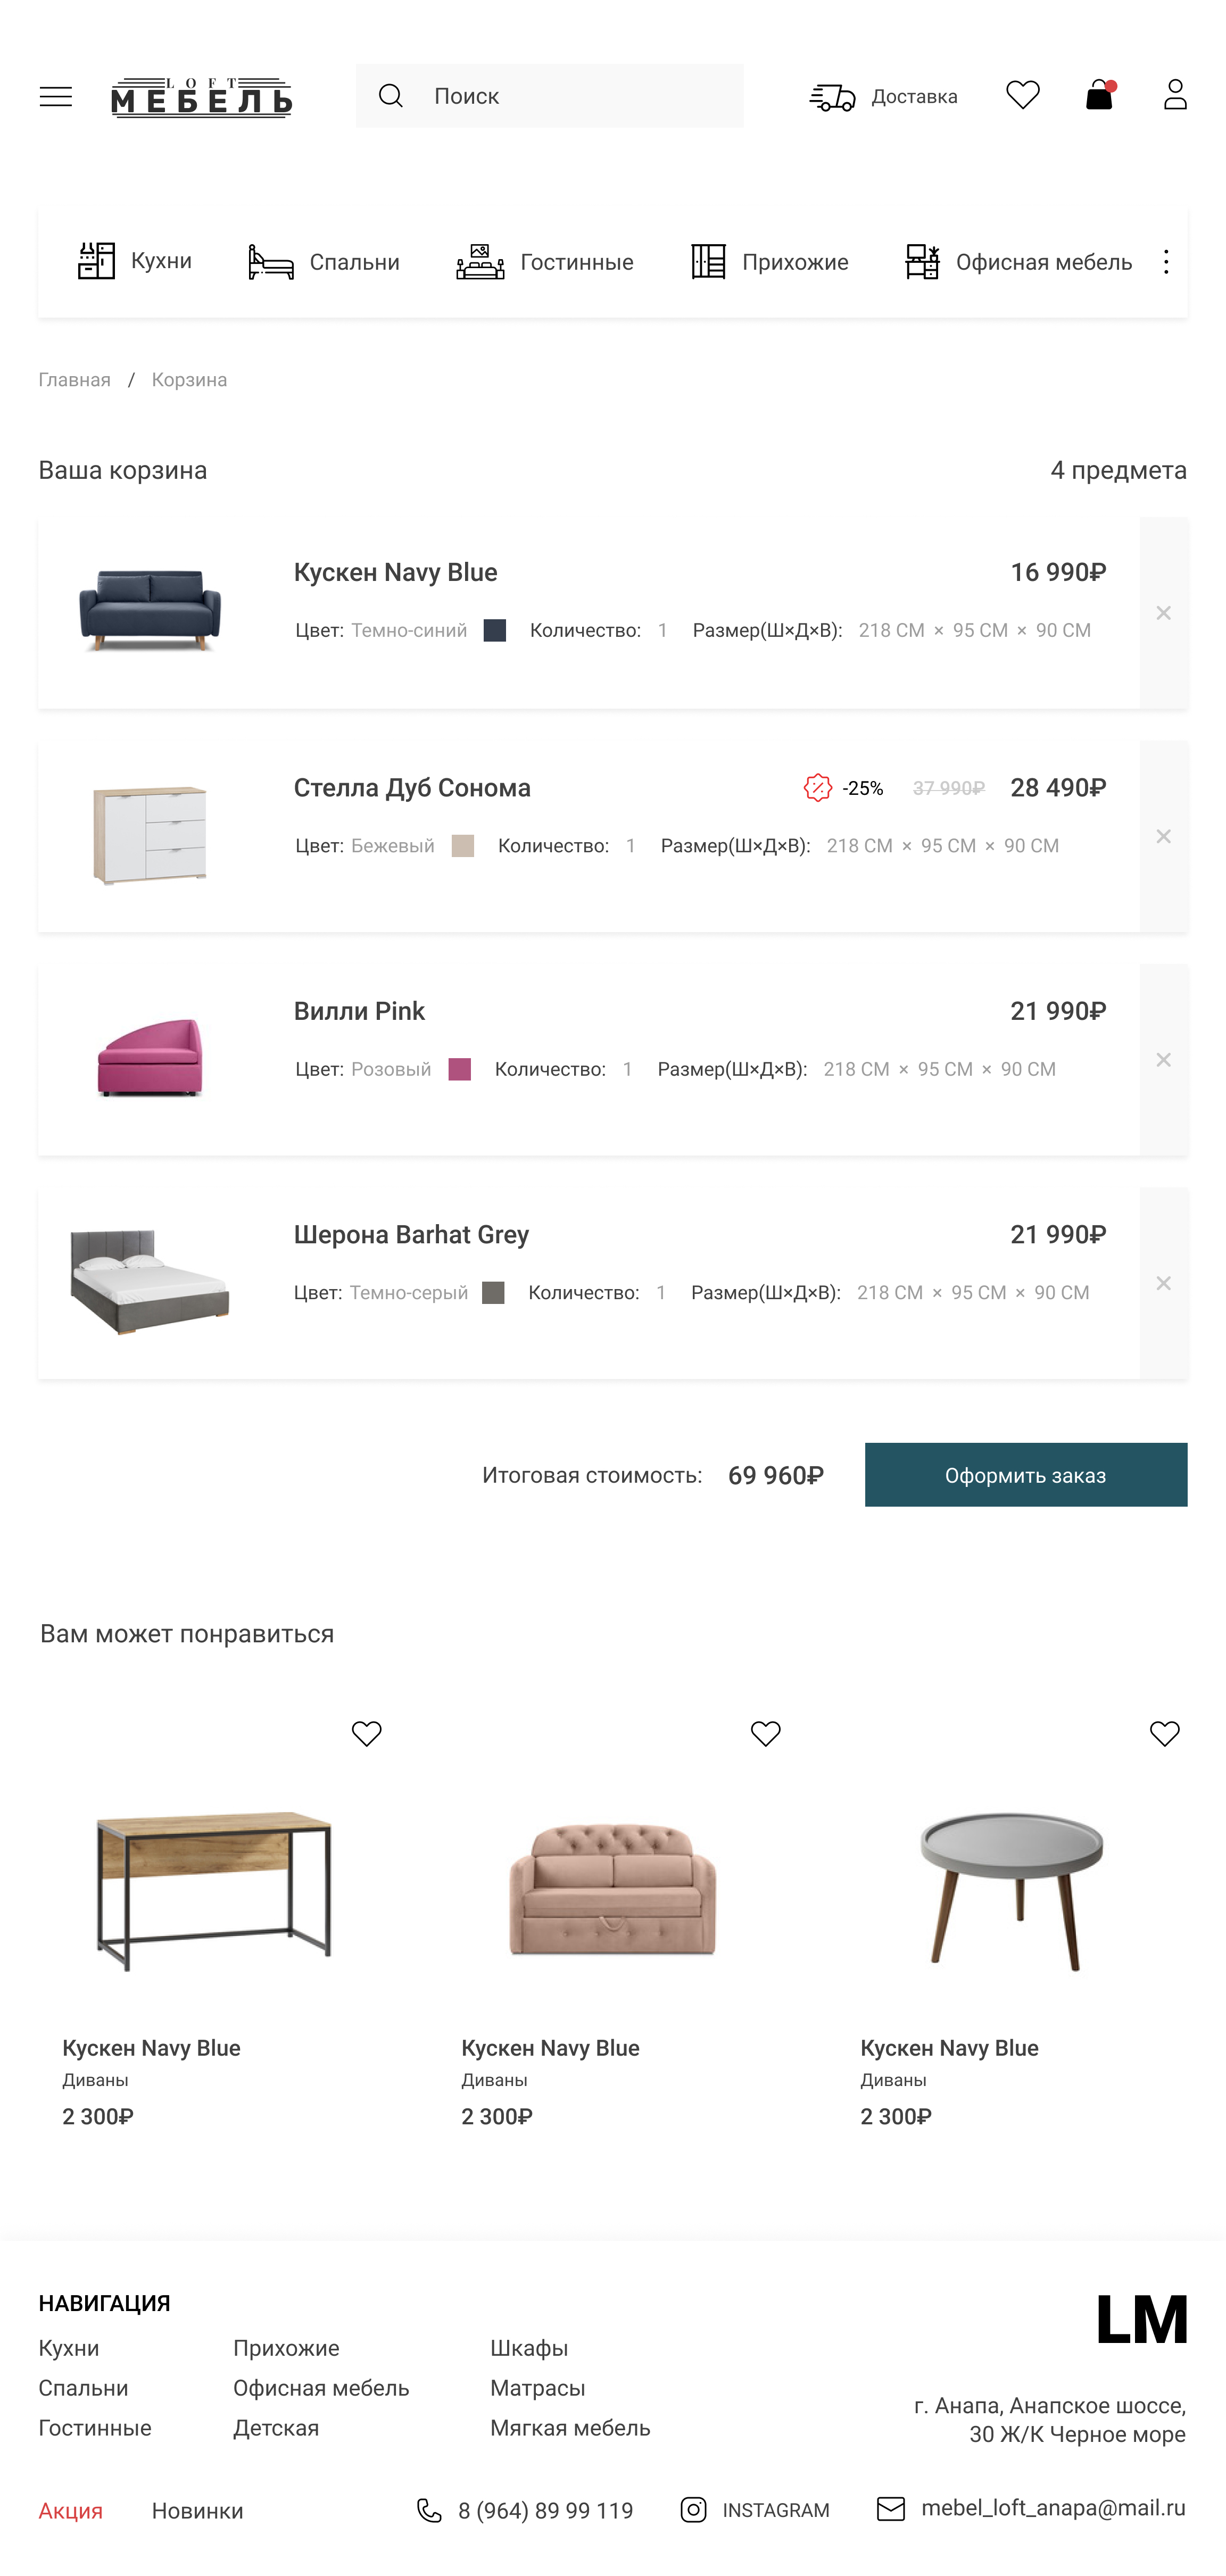 LOFT
МЕБЕЛЬ
Поиск
Доставка
Кухни
Спальни
Гостинные
Прихожие
Офисная мебель
Главная / Корзина
Ваша корзина
4 предмета
Кускен Navy Blue
16 990₽
Цвет: Темно-синий Количество: 1 Размер(Ш×Д×В): 218 СМ × 95 СМ × 90 СМ
Стелла Дуб Сонома
-25% 37 990₽ 28 490₽
Цвет: Бежевый Количество: 1 Размер(Ш×Д×В): 218 СМ × 95 СМ × 90 СМ
Вилли Pink
21 990₽
Цвет: Розовый Количество: 1 Размер(Ш×Д×В): 218 СМ × 95 СМ × 90 СМ
Шерона Barhat Grey
21 990₽
Цвет: Темно-серый Количество: 1 Размер(Ш×Д×В): 218 СМ × 95 СМ × 90 СМ
Итоговая стоимость: 69 960₽
Оформить заказ
Вам может понравиться
Кускен Navy Blue
Диваны
2 300₽
Кускен Navy Blue
Диваны
2 300₽
Кускен Navy Blue
Диваны
2 300₽
НАВИГАЦИЯ
Кухни
Спальни
Гостинные
Прихожие
Офисная мебель
Детская
Шкафы
Матрасы
Мягкая мебель
LM
г. Анапа, Анапское шоссе,
30 Ж/К Черное море
Акция
Новинки
8 (964) 89 99 119
INSTAGRAM
mebel_loft_anapa@mail.ru